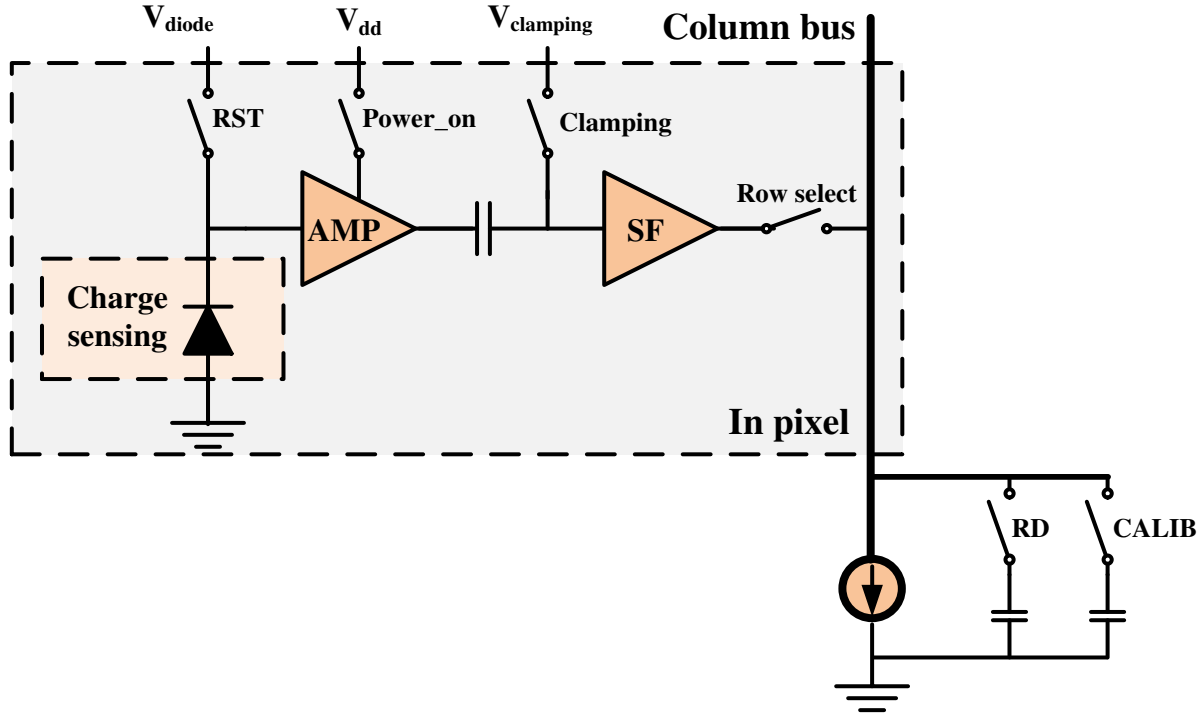 Vdiode
Vdd
Vclamping
Column bus
RST
Power_on
Clamping
Row select
AMP
SF
Charge
sensing
In pixel
RD
CALIB